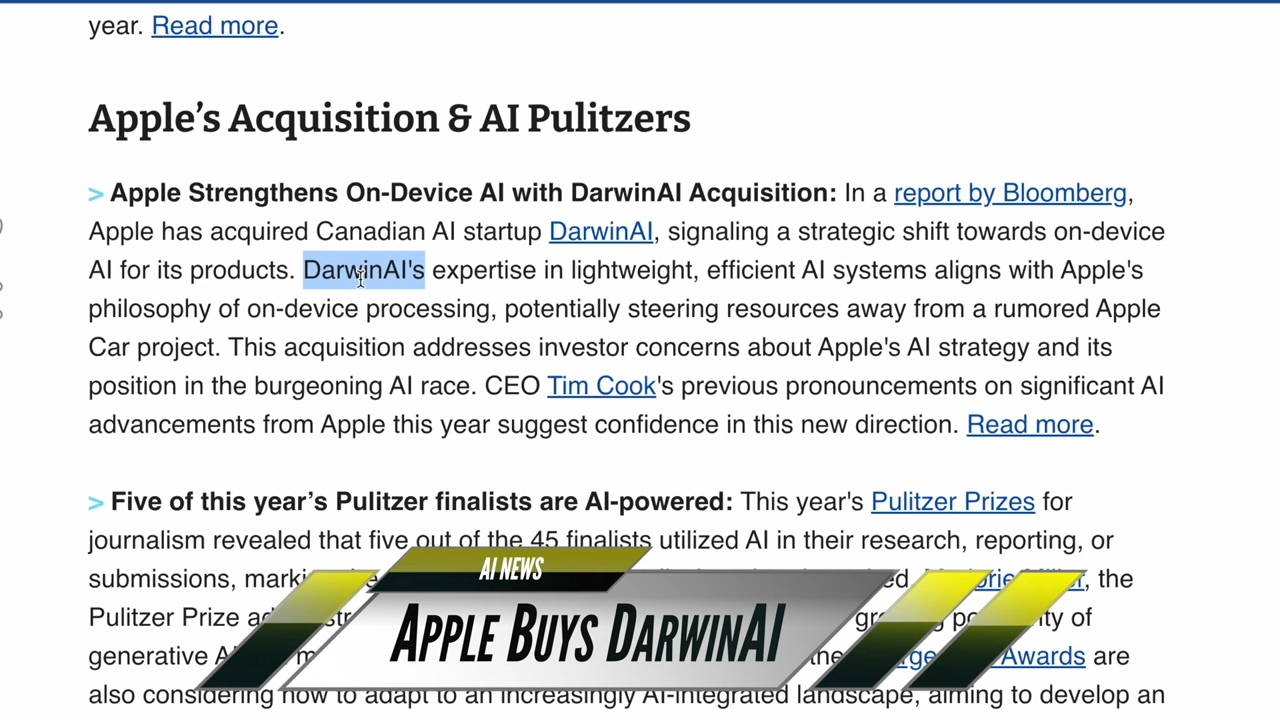 year. Read more.
Apple’s Acquisition & AI Pulitzers
> Apple Strengthens On-Device AI with DarwinAI Acquisition: In a report by Bloomberg,
Apple has acquired Canadian AI startup DarwinAI, signaling a strategic shift towards on-device
AI for its products. DarwinAI's expertise in lightweight, efficient AI systems aligns with Apple's
philosophy of on-device processing, potentially steering resources away from a rumored Apple
Car project. This acquisition addresses investor concerns about Apple's AI strategy and its
position in the burgeoning AI race. CEO Tim Cook's previous pronouncements on significant AI
advancements from Apple this year suggest confidence in this new direction. Read more.
> Five of this year’s Pulitzer finalists are AI-powered: This year's Pulitzer Prizes for
journalism revealed that five out of the 45 finalists utilized AI in their research, reporting, or
submissions, the
Pulitzer Prize of
generative the Awards are
also considering how to adapt to an increasingly AI-integrated landscape, aiming to develop an
AI NEWS
APPLE BUYS DARWINAI